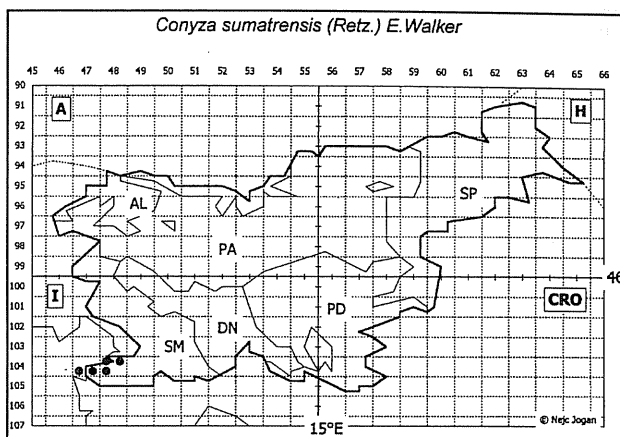 Conyza sumatrensis (Retz.) E.Walker
45 46 47 48 49 50 51 52 53 54 55 56 57 58 59 60 61 62 63 64 65 66
90
A H
91
92
93
94
SP
95
AL
96
97
PA
98
99
46
100
I PD CRO
101
102
DN
SM
103
104
105
106
107
15°E
© Nejc Jogan